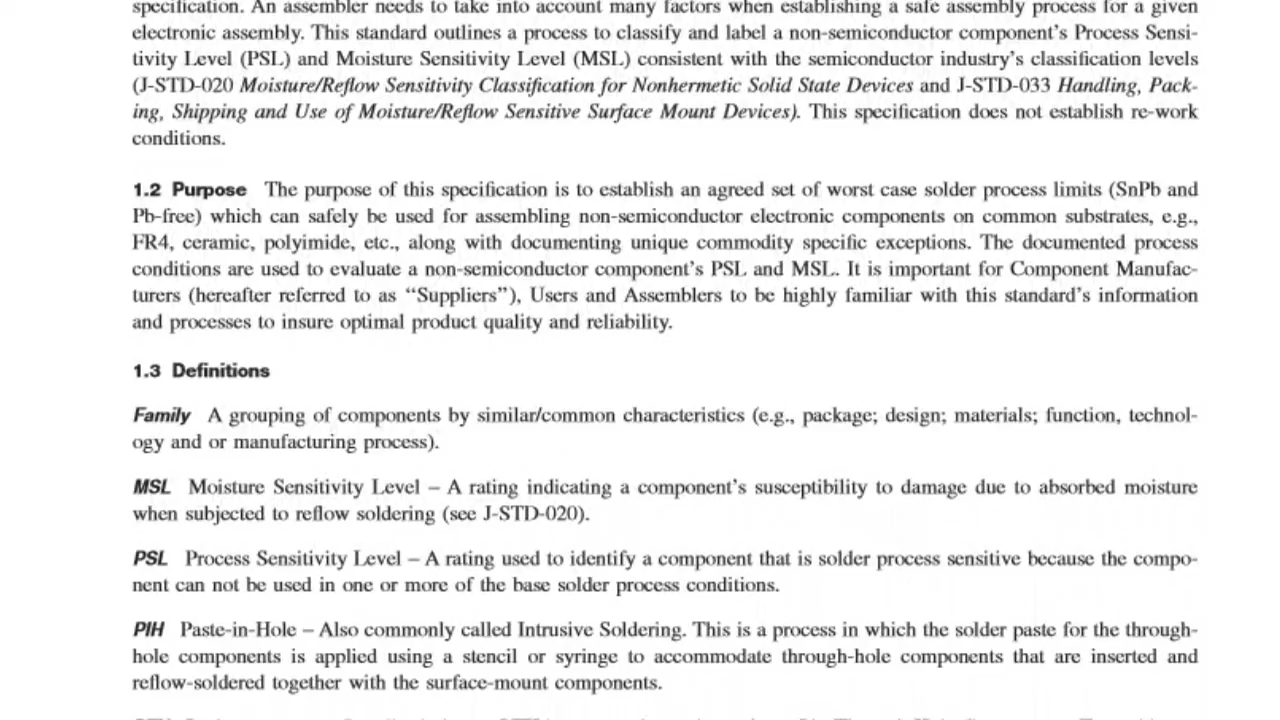 specification. An assembler needs to take into account many factors when establishing a safe assembly process for a given
electronic assembly. This standard outlines a process to classify and label a non-semiconductor component's Process Sensi-
tivity Level (PSL) and Moisture Sensitivity Level (MSL) consistent with the semiconductor industry's classification levels
(J-STD-020 Moisture/Reflow Sensitivity Classification for Nonhermetic Solid State Devices and J-STD-033 Handling, Pack-
ing, Shipping and Use of Moisture/Reflow Sensitive Surface Mount Devices). This specification does not establish re-work
conditions.
1.2 Purpose The purpose of this specification is to establish an agreed set of worst case solder process limits (SnPb and
Pb-free) which can safely be used for assembling non-semiconductor electronic components on common substrates, e.g.,
FR4, ceramic, polyimide, etc., along with documenting unique commodity specific exceptions. The documented process
conditions are used to evaluate a non-semiconductor component's PSL and MSL. It is important for Component Manufac-
turers (hereafter referred to as "Suppliers"), Users and Assemblers to be highly familiar with this standard's information
and processes to insure optimal product quality and reliability.
1.3 Definitions
Family A grouping of components by similar/common characteristics (e.g., package; design; materials; function, technol-
ogy and or manufacturing process).
MSL Moisture Sensitivity Level – A rating indicating a component's susceptibility to damage due to absorbed moisture
when subjected to reflow soldering (see J-STD-020).
PSL Process Sensitivity Level – A rating used to identify a component that is solder process sensitive because the compo-
nent can not be used in one or more of the base solder process conditions.
PIH Paste-in-Hole – Also commonly called Intrusive Soldering. This is a process in which the solder paste for the through-
hole components is applied using a stencil or syringe to accommodate through-hole components that are inserted and
reflow-soldered together with the surface-mount components.